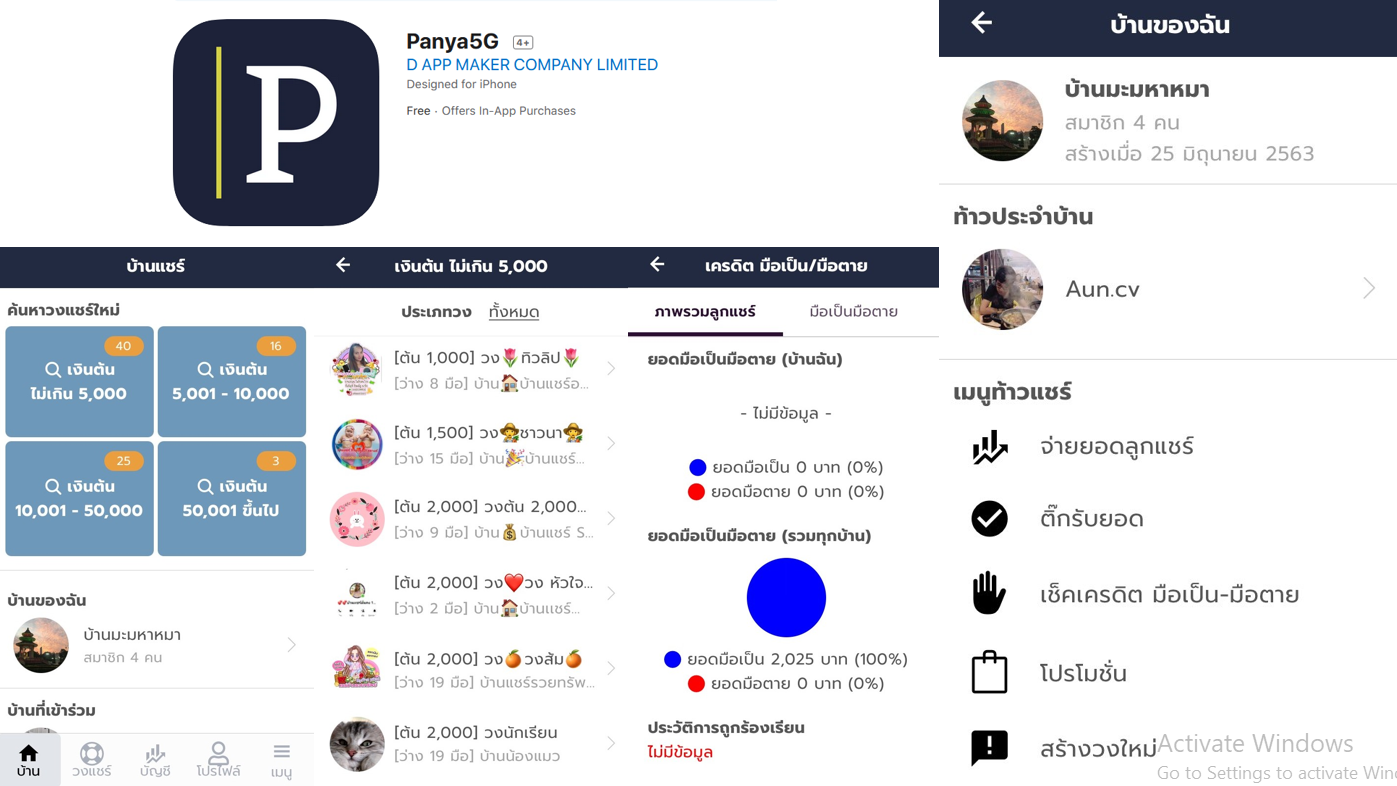 Panya5G 4+
D APP MAKER COMPANY LIMITED
Designed for iPhone
Free · Offers In-App Purchases
บ้านแชร์
ค้นหาวงแชร์ใหม่
40
เงินต้น
ไม่เกิน 5,000
16
เงินต้น
5,001 - 10,000
25
เงินต้น
10,001 - 50,000
3
เงินต้น
50,001 ขึ้นไป
บ้านของฉัน
บ้านมะมหาหมา
สมาชิก 4 คน
บ้านที่เข้าร่วม
บ้าน
วงแชร์
บัญชี
โปรไฟล์
เมนู
เงินต้น ไม่เกิน 5,000
ประเภทวง ทั้งหมด
[ต้น 1,000] วง🌷ทิวลิป🌷
[ว่าง 8 มือ] บ้าน🏠บ้านแชร์อ...
[ต้น 1,500] วง👩‍🌾ชาวนา👩‍🌾
[ว่าง 15 มือ] บ้าน🎉บ้านแชร์...
[ต้น 2,000] วงต้น 2,000...
[ว่าง 9 มือ] บ้าน💰บ้านแชร์ S...
[ต้น 2,000] วง❤️วง หัวใจ...
[ว่าง 2 มือ] บ้าน🏠บ้านแชร์...
[ต้น 2,000] วง🍊วงส้ม🍊
[ว่าง 19 มือ] บ้านแชร์รวยทรัพ...
[ต้น 2,000] วงนักเรียน
[ว่าง 19 มือ] บ้านน้องแมว
เครดิต มือเป็น/มือตาย
ภาพรวมลูกแชร์
มือเป็นมือตาย
ยอดมือเป็นมือตาย (บ้านฉัน)
- ไม่มีข้อมูล -
ยอดมือเป็น 0 บาท (0%)
ยอดมือตาย 0 บาท (0%)
ยอดมือเป็นมือตาย (รวมทุกบ้าน)
ยอดมือเป็น 2,025 บาท (100%)
ยอดมือตาย 0 บาท (0%)
ประวัติการถูกร้องเรียน
ไม่มีข้อมูล
บ้านของฉัน
บ้านมะมหาหมา
สมาชิก 4 คน
สร้างเมื่อ 25 มิถุนายน 2563
ท้าวประจำบ้าน
Aun.cv
เมนูท้าวแชร์
จ่ายยอดลูกแชร์
ติ๊กรับยอด
เช็คเครดิต มือเป็น-มือตาย
โปรโมชั่น
สร้างวงใหม่
Activate Windows
Go to Settings to activate Win